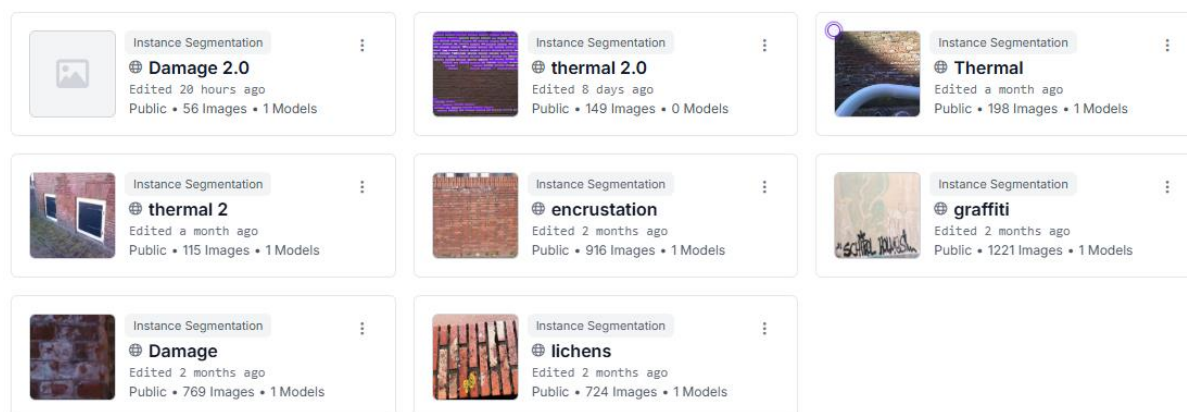 Instance Segmentation
Damage 2.0
Edited 20 hours ago
Public • 56 Images • 1 Models
Instance Segmentation
thermal 2.0
Edited 8 days ago
Public • 149 Images • 0 Models
Instance Segmentation
Thermal
Edited a month ago
Public • 198 Images • 1 Models
Instance Segmentation
thermal 2
Edited a month ago
Public • 115 Images • 1 Models
Instance Segmentation
encrustation
Edited 2 months ago
Public • 916 Images • 1 Models
Instance Segmentation
graffiti
Edited 2 months ago
Public • 1221 Images • 1 Models
Instance Segmentation
Damage
Edited 2 months ago
Public • 769 Images • 1 Models
Instance Segmentation
lichens
Edited 2 months ago
Public • 724 Images • 1 Models